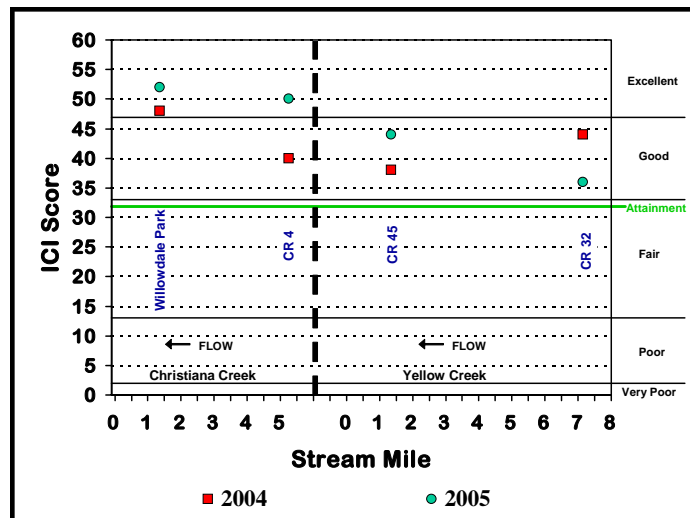 60
55
50
45
40
35
30
25
20
15
10
5
0
ICI Score
Excellent
Good
Attainment
Fair
Poor
Very Poor
Willowdale Park
CR 4
CR 45
CR 32
FLOW
FLOW
Christiana Creek
Yellow Creek
0 1 2 3 4 5 0 1 2 3 4 5 6 7 8
Stream Mile
2004 2005